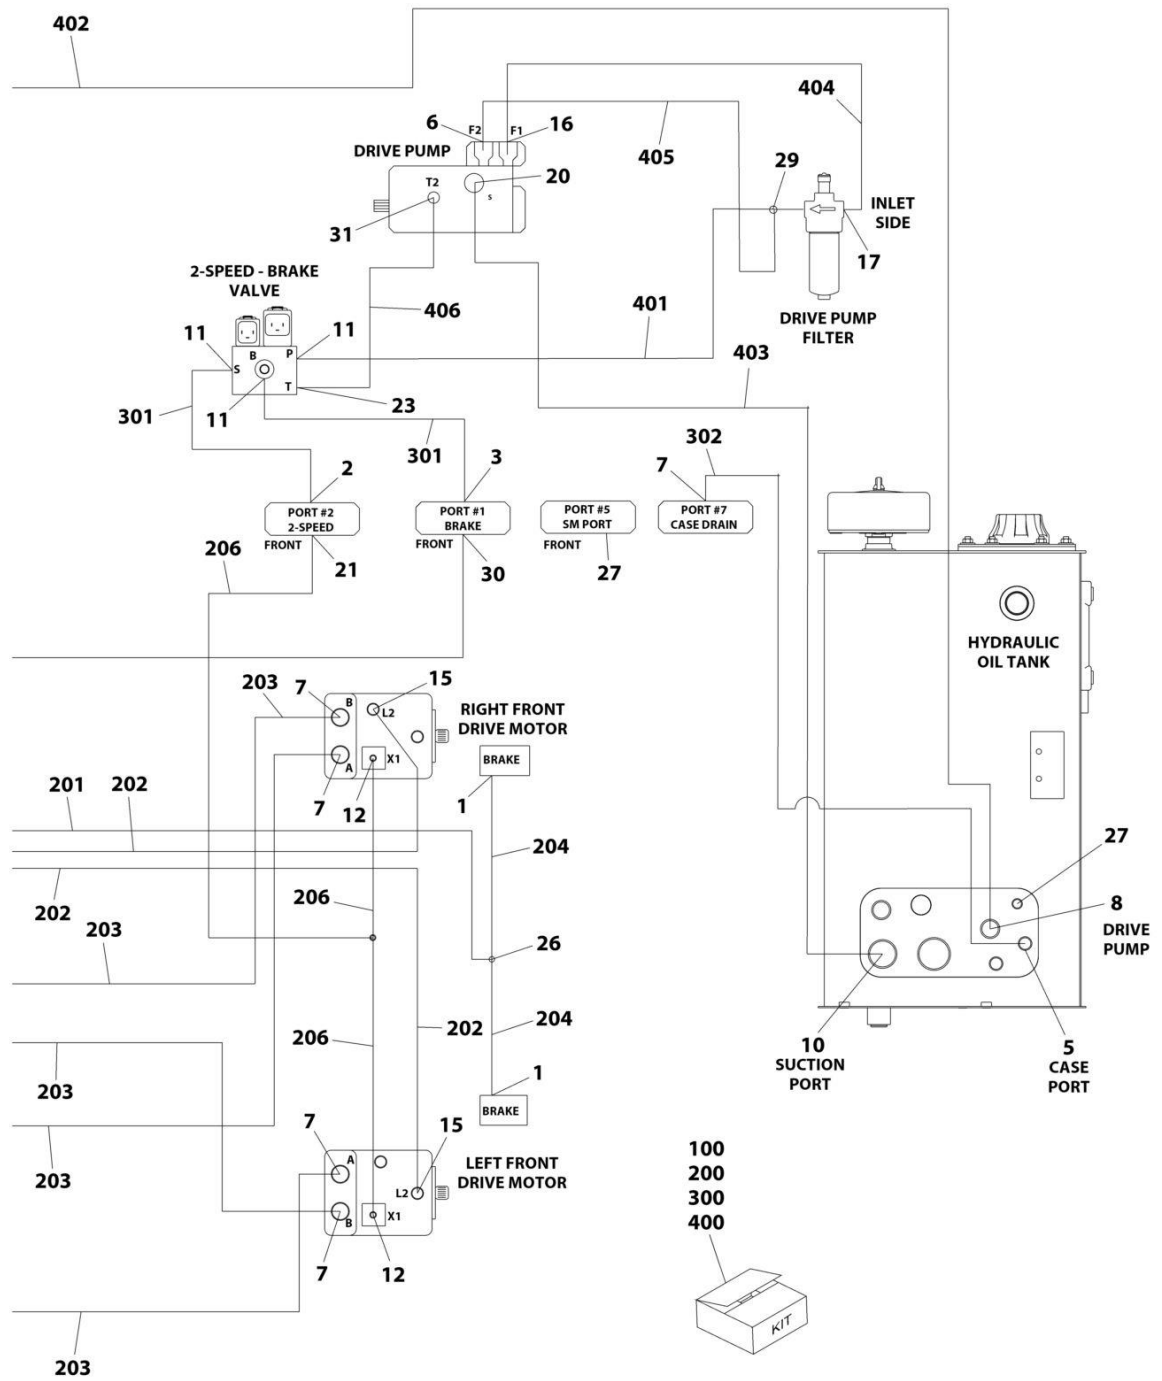 402
404
6
F2
F1
16
DRIVE PUMP
405
29
T2
20
S
INLET
SIDE
31
17
2-SPEED - BRAKE
VALVE
406
401
DRIVE PUMP
FILTER
11
11
403
B
P
S
T
301
11
23
301
302
2
3
7
PORT #2
2-SPEED
PORT #1
BRAKE
PORT #5
SM PORT
PORT #7
CASE DRAIN
FRONT
FRONT
FRONT
206
21
30
27
HYDRAULIC
OIL TANK
203
7
15
B
L2
RIGHT FRONT
DRIVE MOTOR
A
X1
BRAKE
201
202
7
12
1
204
27
202
206
8
203
26
DRIVE
PUMP
206
202
204
10
SUCTION
PORT
5
CASE
PORT
203
1
BRAKE
7
15
A
LEFT FRONT
DRIVE MOTOR
203
L2
B
X1
7
12
100
200
300
400
KIT
203